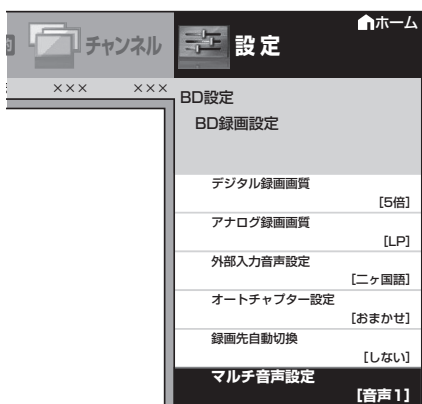 ホーム
チャンネル
設定
××× ×××
BD設定
BD録画設定
デジタル録画画質
[5倍]
アナログ録画画質
[LP]
外部入力音声設定
[二ヶ国語]
オートチャプター設定
[おまかせ]
録画先自動切換
[しない]
マルチ音声設定
[音声1]